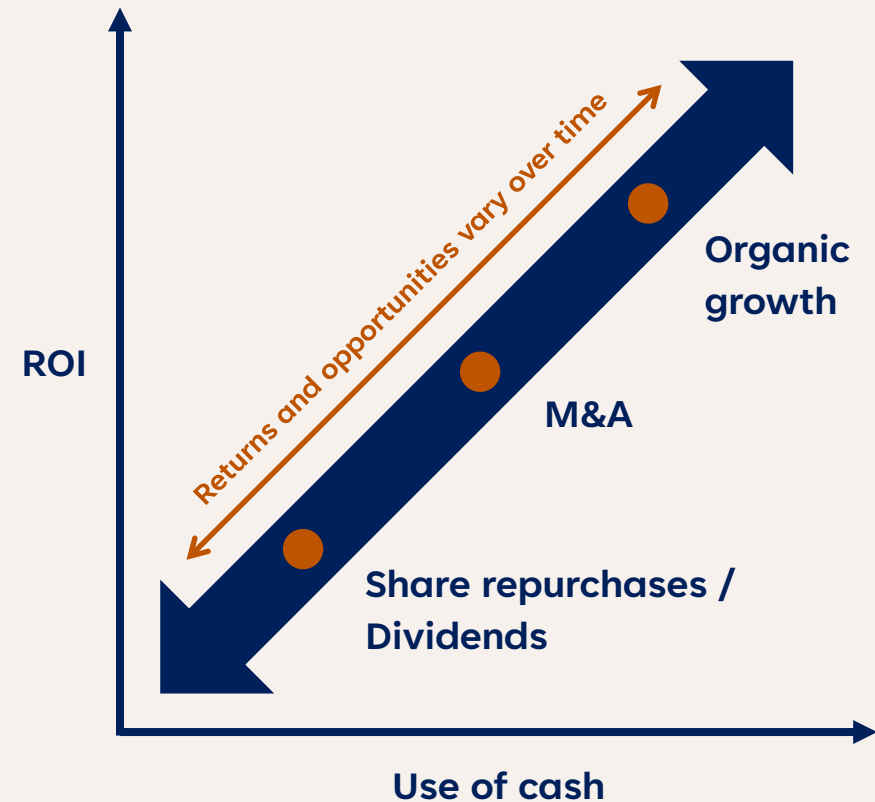 Returns and opportunities vary over time
Organic
growth
ROI
M&A
Share repurchases /
Dividends
Use of cash